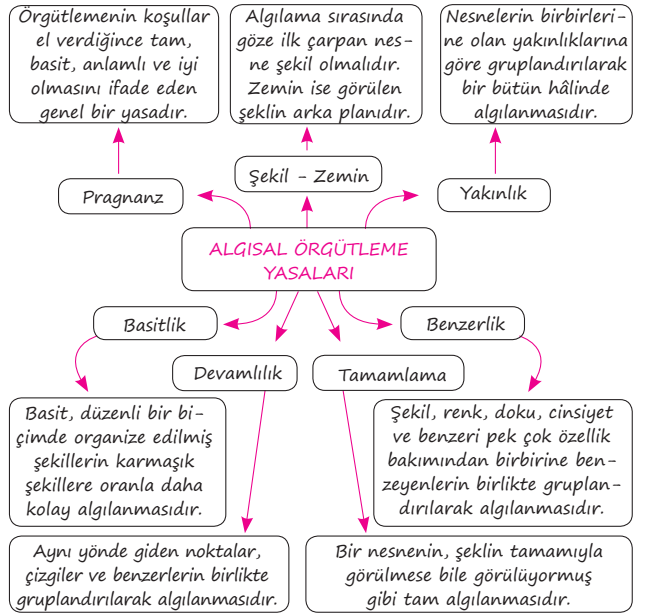 Örgütlemenin koşullar
el verdiğince tam,
basit, anlamlı ve iyi
olmasını ifade eden
genel bir yasadır.
Algılama sırasında
göze ilk çarpan nes-
ne şekil olmalıdır.
Zemin ise görülen
şeklin arka planıdır.
Nesnelerin birbirleri-
ne olan yakınlıklarına
göre gruplandırılarak
bir bütün hâlinde
algılanmasıdır.
Pragnanz
Şekil - Zemin
Yakınlık
ALGISAL ÖRGÜTLEME
YASALARI
Basitlik
Benzerlik
Devamlılık
Tamamlama
Basit, düzenli bir bi-
çimde organize edilmiş
şekillerin karmaşık
şekillere oranla daha
kolay algılanmasıdır.
Şekil, renk, doku, cinsiyet
ve benzeri pek çok özellik
bakımından birbirine ben-
zeyenlerin birlikte gruplan-
dırılarak algılanmasıdır.
Aynı yönde giden noktalar,
çizgiler ve benzerlerin birlikte
gruplandırılarak algılanmasıdır.
Bir nesnenin, şeklin tamamıyla
görülmese bile görülüyormuş
gibi tam algılanmasıdır.